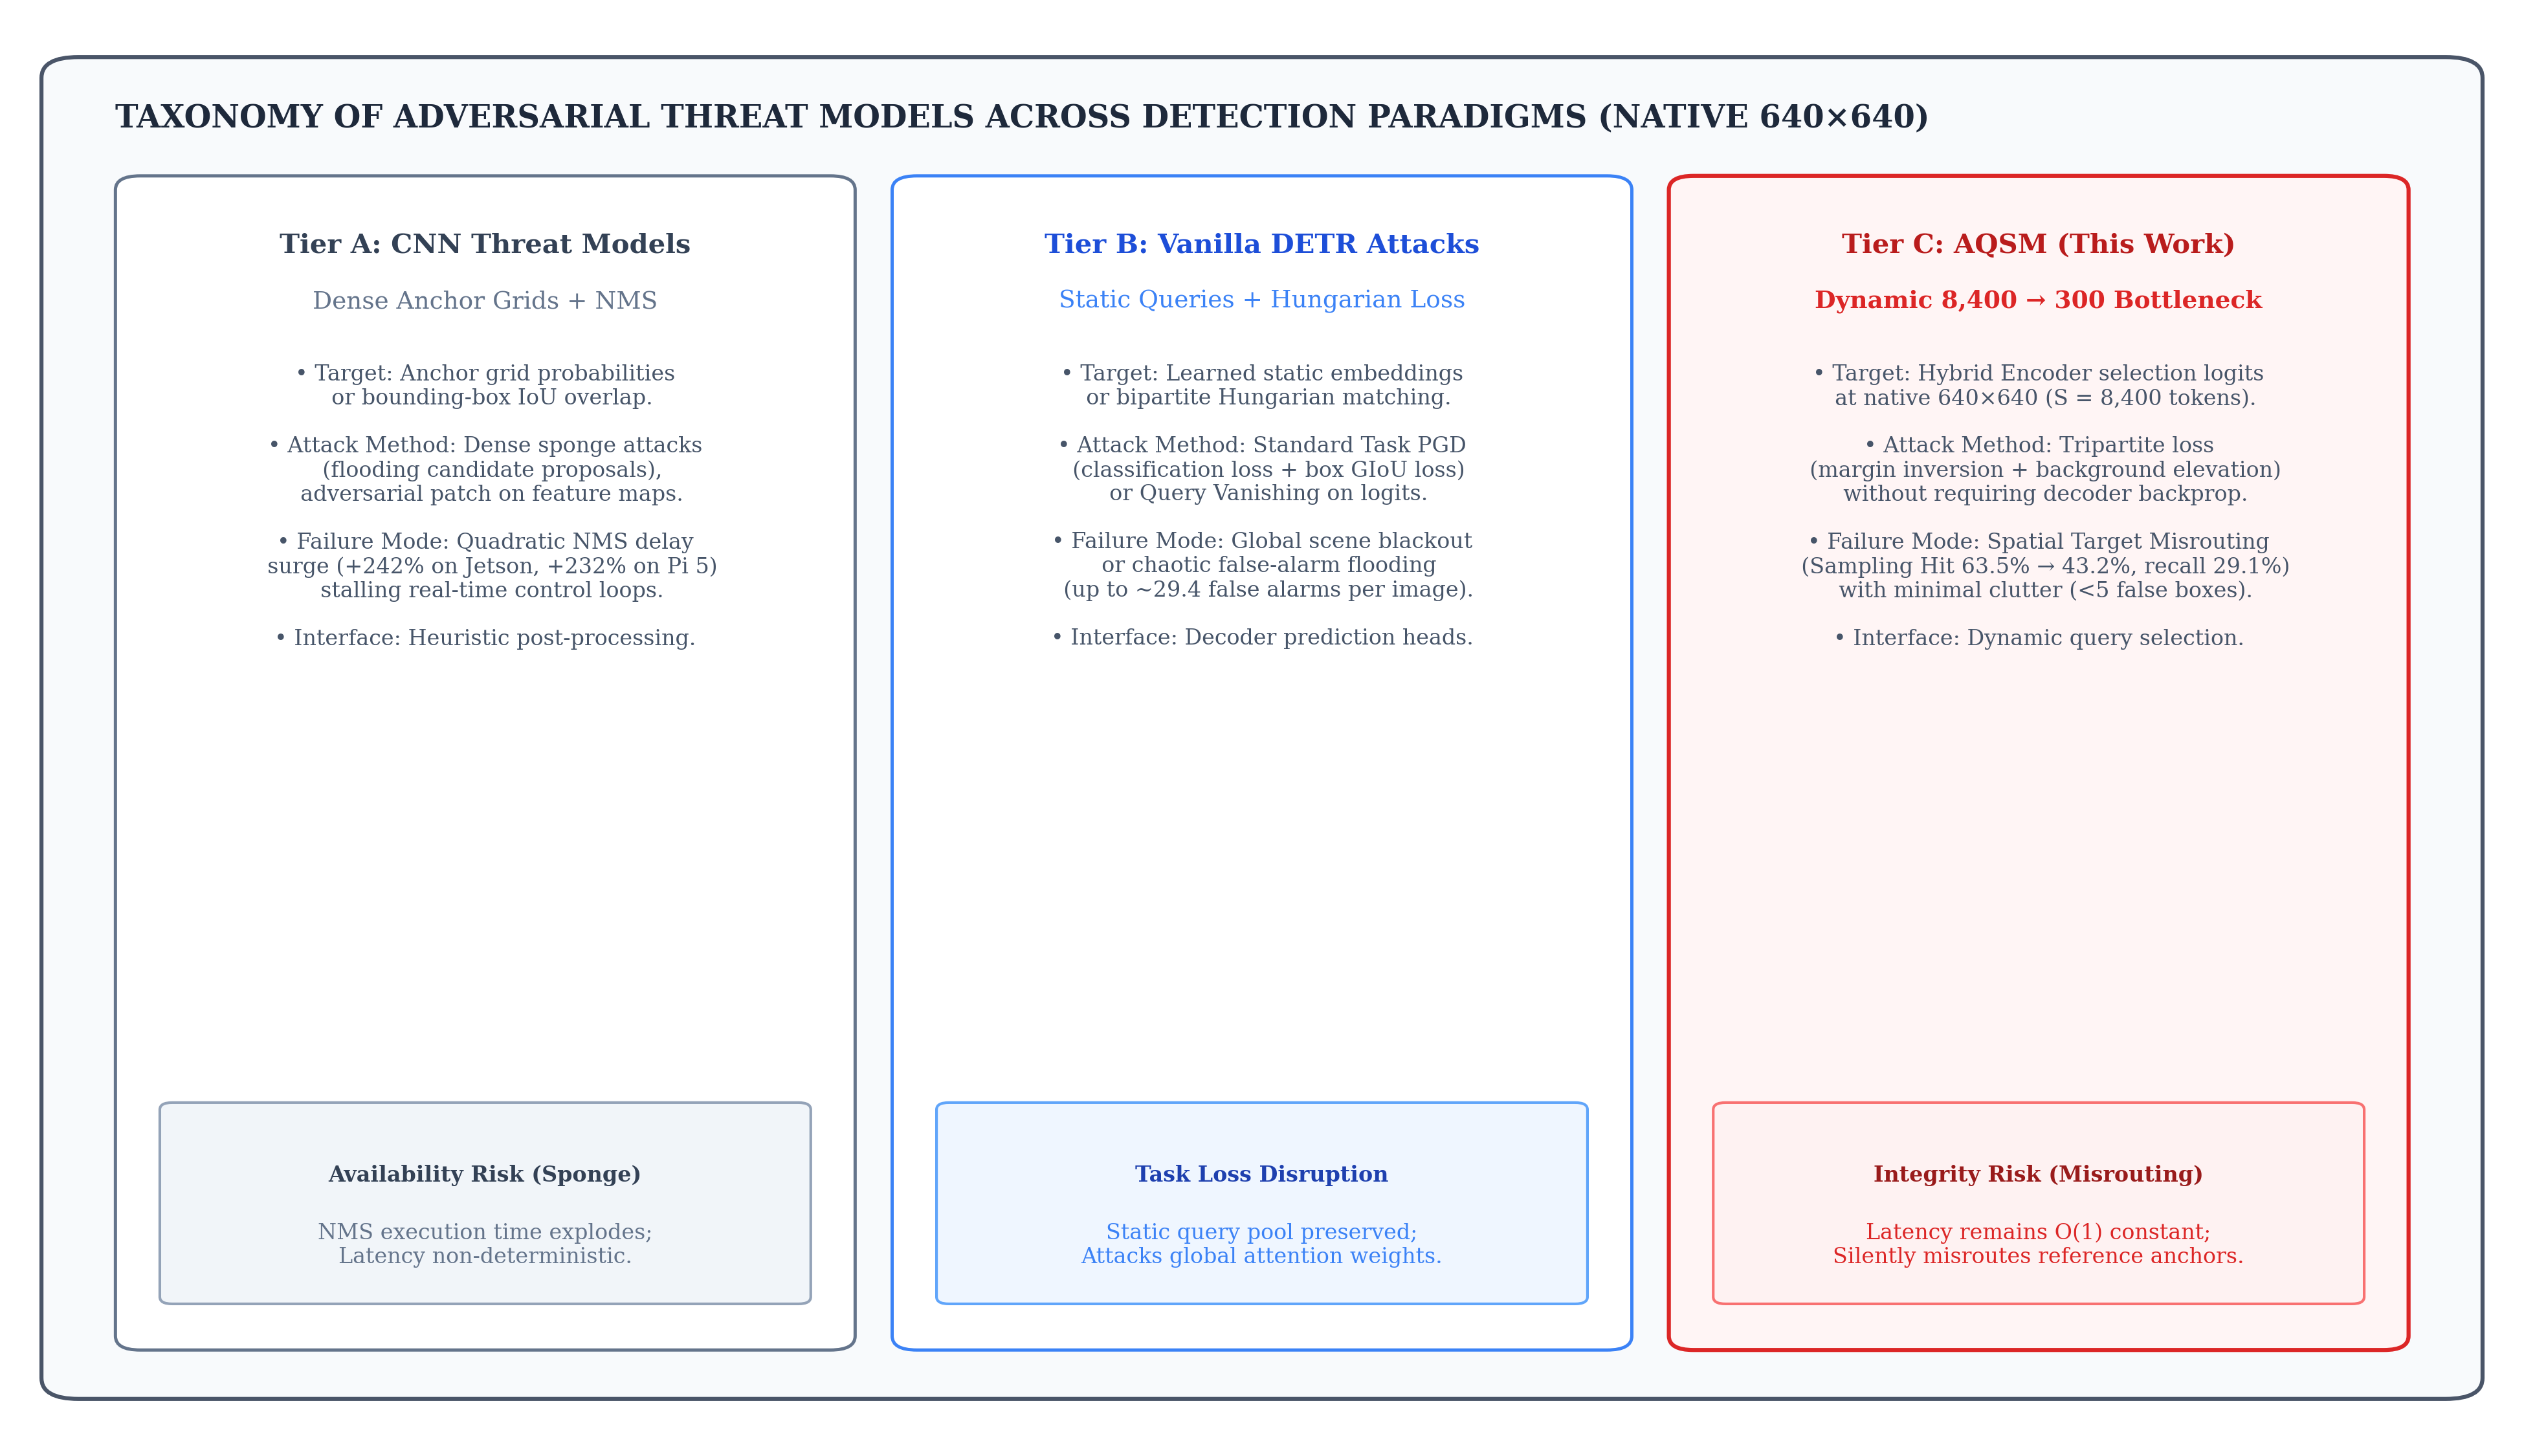 TAXONOMY OF ADVERSARIAL THREAT MODELS ACROSS DETECTION PARADIGMS (NATIVE 640×640)
Tier A: CNN Threat Models
Dense Anchor Grids + NMS
• Target: Anchor grid probabilities
or bounding-box IoU overlap.
• Attack Method: Dense sponge attacks
(flooding candidate proposals),
adversarial patch on feature maps.
• Failure Mode: Quadratic NMS delay
surge (+242% on Jetson, +232% on Pi 5)
stalling real-time control loops.
• Interface: Heuristic post-processing.
Availability Risk (Sponge)
NMS execution time explodes;
Latency non-deterministic.
Tier B: Vanilla DETR Attacks
Static Queries + Hungarian Loss
• Target: Learned static embeddings
or bipartite Hungarian matching.
• Attack Method: Standard Task PGD
(classification loss + box GIoU loss)
or Query Vanishing on logits.
• Failure Mode: Global scene blackout
or chaotic false-alarm flooding
(up to ~29.4 false alarms per image).
• Interface: Decoder prediction heads.
Task Loss Disruption
Static query pool preserved;
Attacks global attention weights.
Tier C: AQSM (This Work)
Dynamic 8,400 → 300 Bottleneck
• Target: Hybrid Encoder selection logits
at native 640×640 (S = 8,400 tokens).
• Attack Method: Tripartite loss
(margin inversion + background elevation)
without requiring decoder backprop.
• Failure Mode: Spatial Target Misrouting
(Sampling Hit 63.5% → 43.2%, recall 29.1%)
with minimal clutter (<5 false boxes).
• Interface: Dynamic query selection.
Integrity Risk (Misrouting)
Latency remains O(1) constant;
Silently misroutes reference anchors.